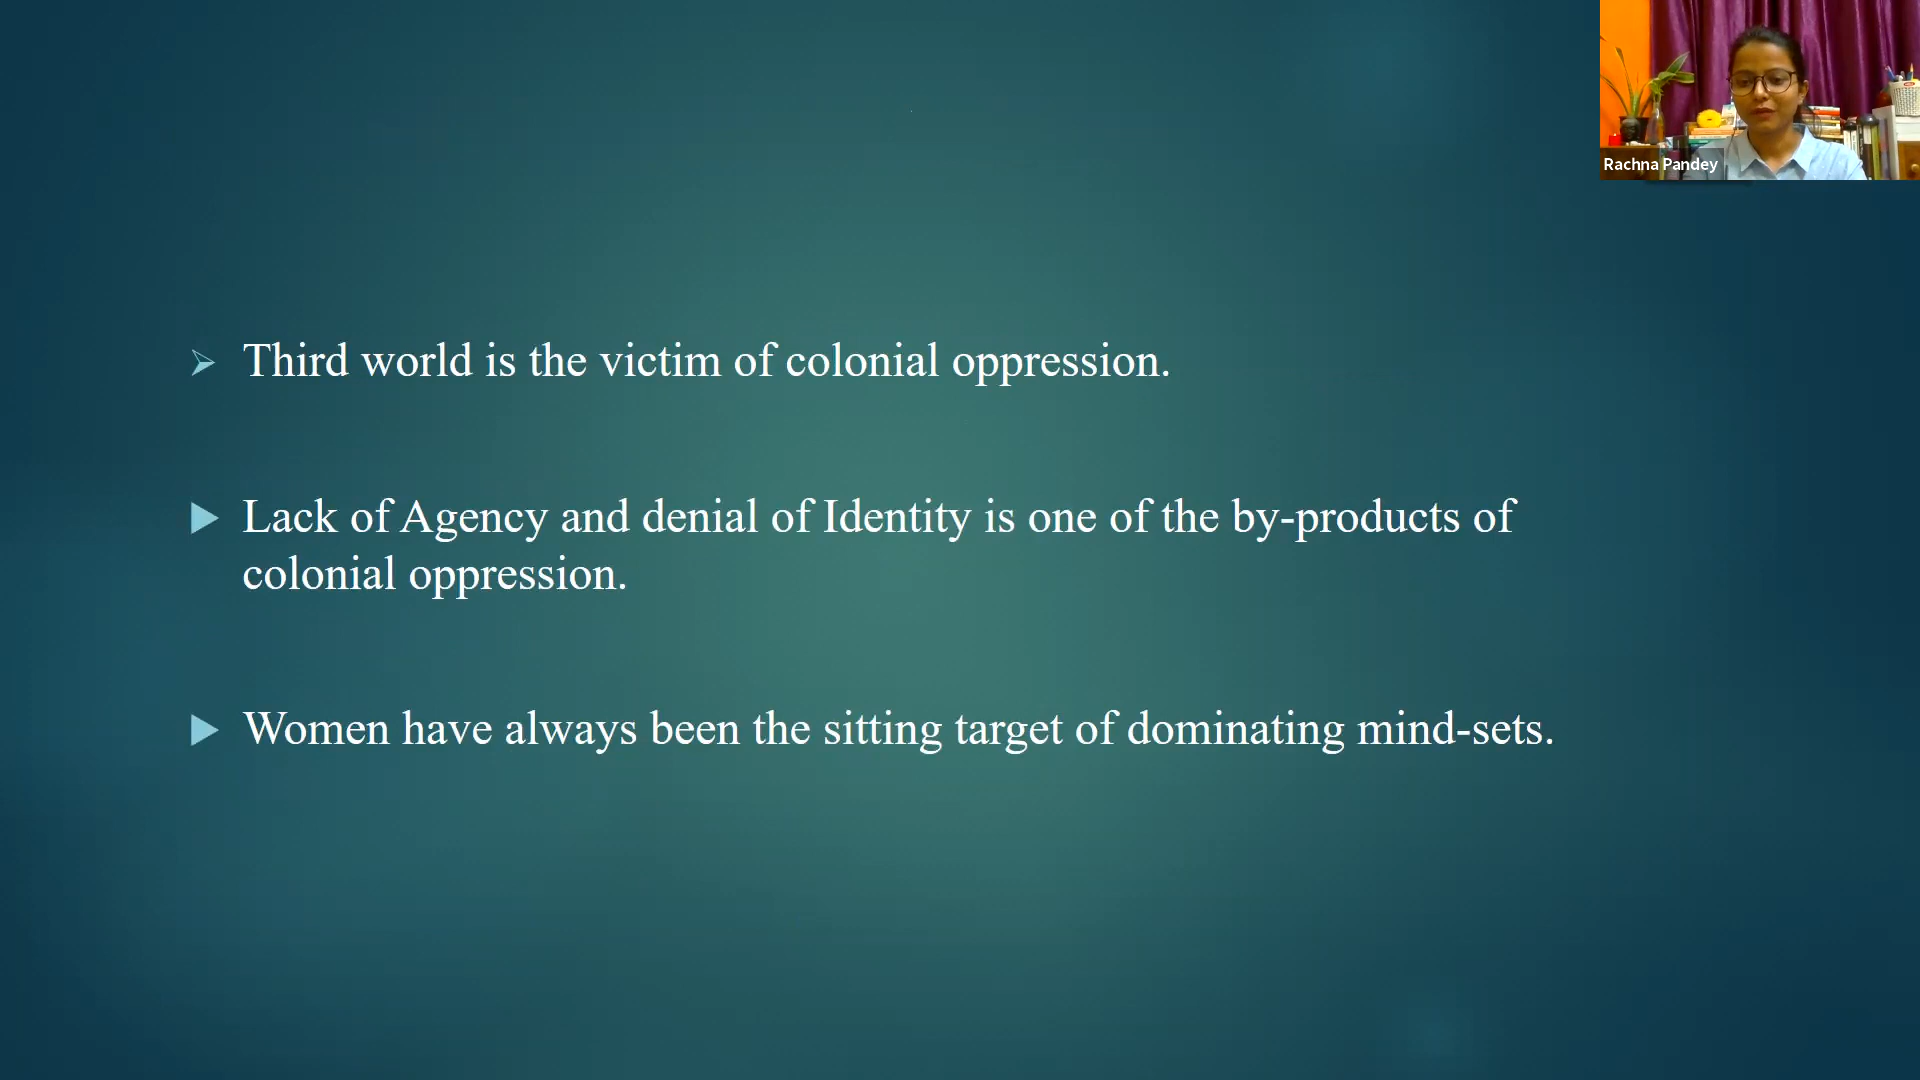 Rachna Pandey
Third world is the victim of colonial oppression.
Lack of Agency and denial of Identity is one of the by-products of
colonial oppression.
Women have always been the sitting target of dominating mind-sets.